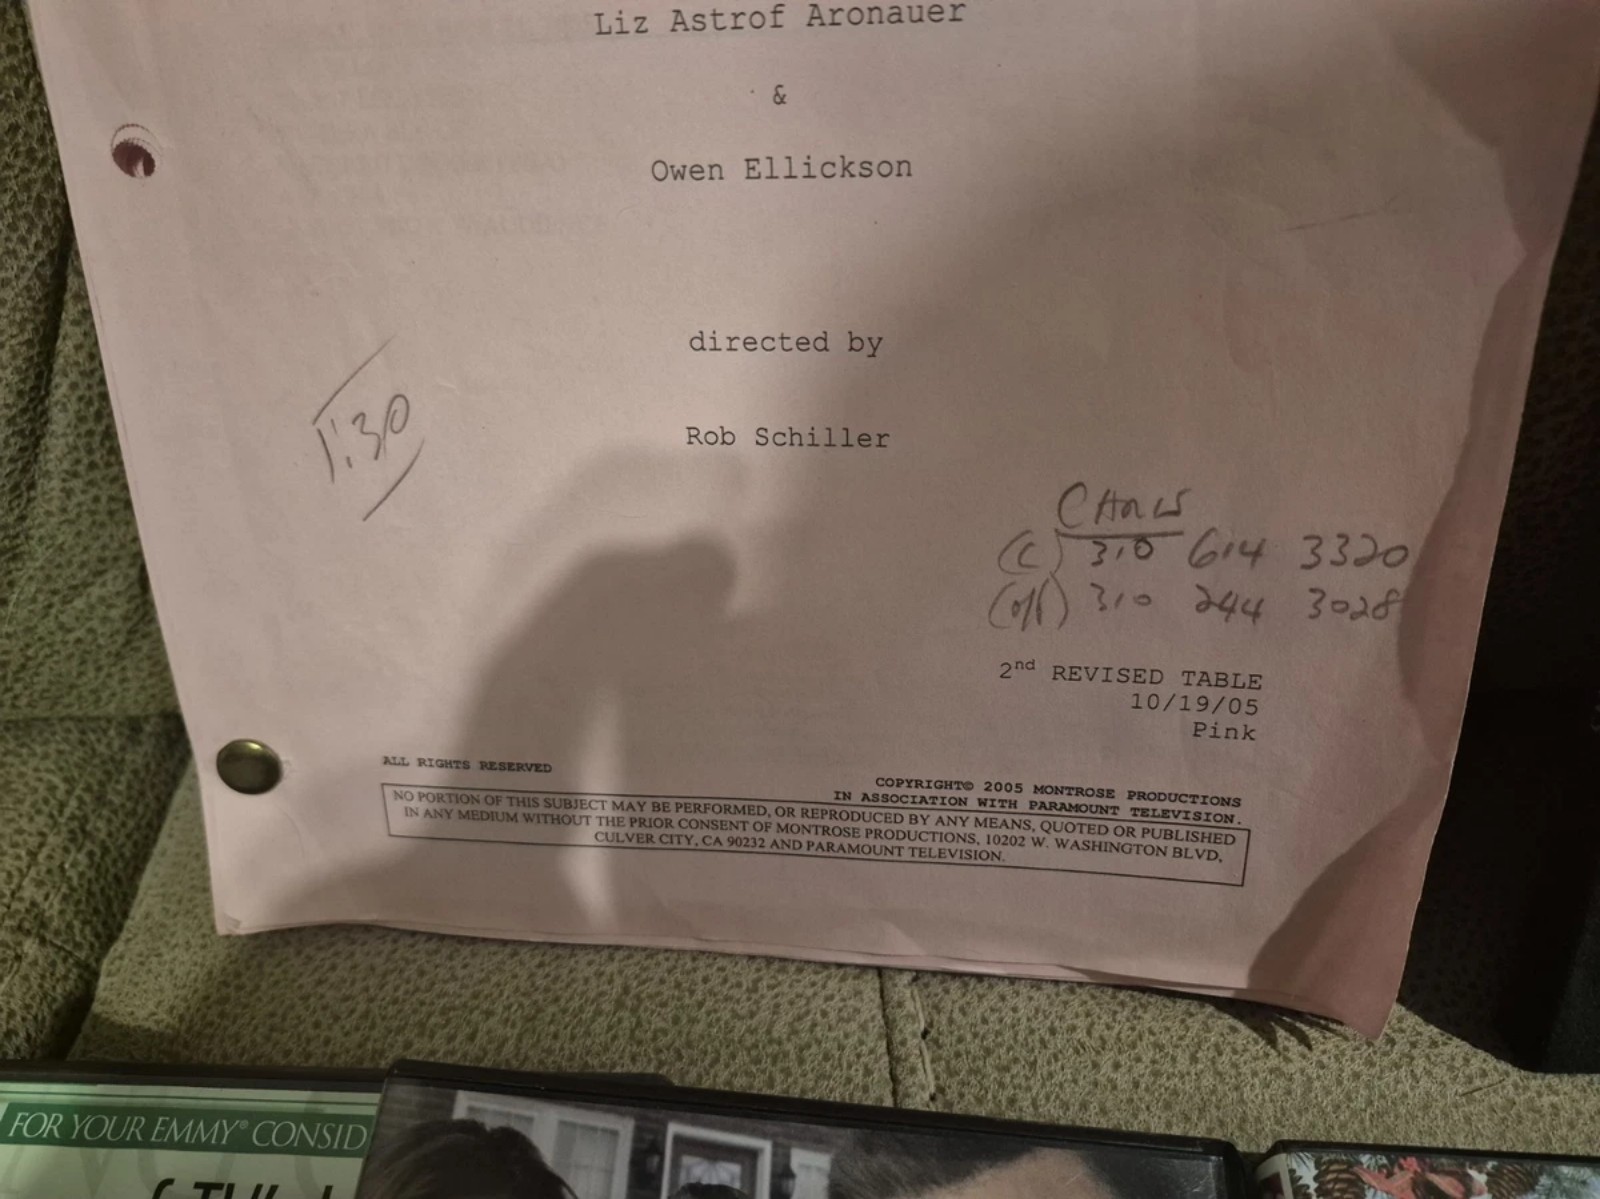 Liz Astrof Aronauer
&
Owen Ellickson
directed by
Rob Schiller
1:30
CHRIS
(C) 310 614 3320
(off) 310 244 3028
2nd REVISED TABLE
10/19/05
Pink
ALL RIGHTS RESERVED
COPYRIGHT© 2005 MONTROSE PRODUCTIONS
IN ASSOCIATION WITH PARAMOUNT TELEVISION.
NO PORTION OF THIS SUBJECT MAY BE PERFORMED, OR REPRODUCED BY ANY MEANS, QUOTED OR PUBLISHED
IN ANY MEDIUM WITHOUT THE PRIOR CONSENT OF MONTROSE PRODUCTIONS, 10202 W. WASHINGTON BLVD,
CULVER CITY, CA 90232 AND PARAMOUNT TELEVISION.
FOR YOUR EMMY® CONSID